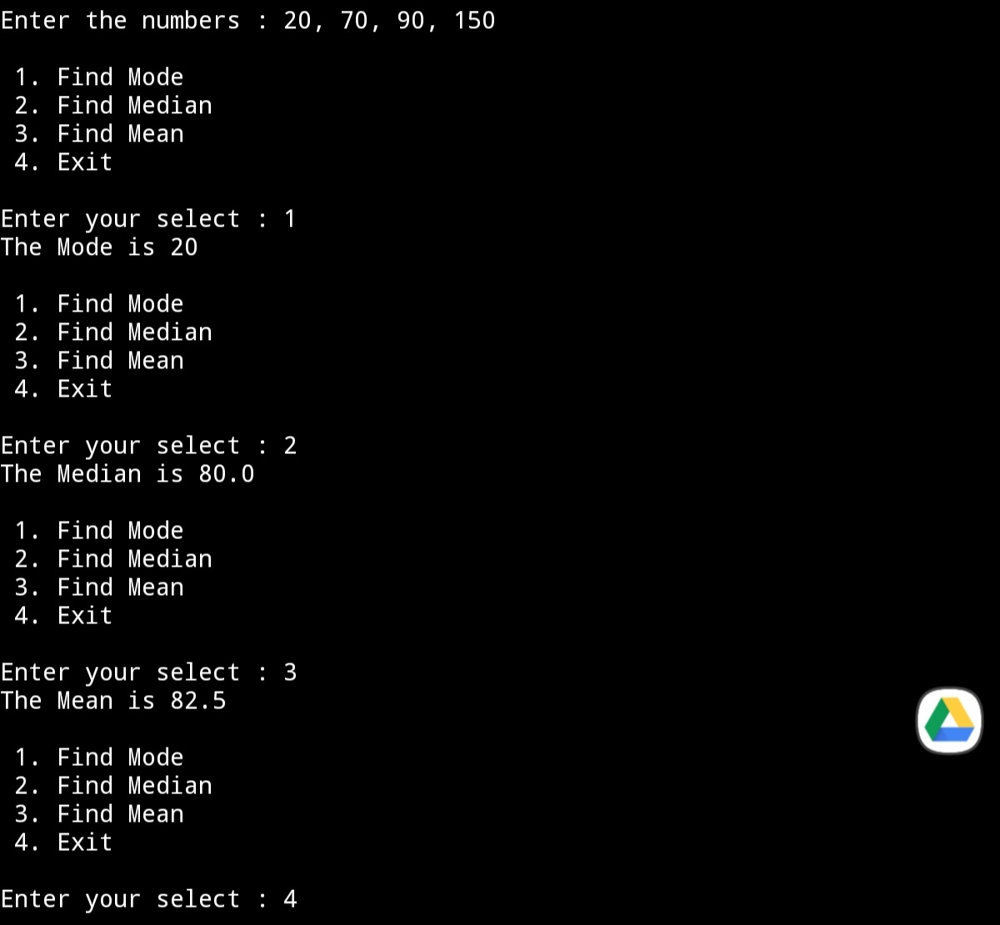 Enter the numbers : 20, 70, 90, 150
1. Find Mode
2. Find Median
3. Find Mean
4. Exit
Enter your select : 1
The Mode is 20
1. Find Mode
2. Find Median
3. Find Mean
4. Exit
Enter your select : 2
The Median is 80.0
1. Find Mode
2. Find Median
3. Find Mean
4. Exit
Enter your select : 3
The Mean is 82.5
1. Find Mode
2. Find Median
3. Find Mean
4. Exit
Enter your select : 4